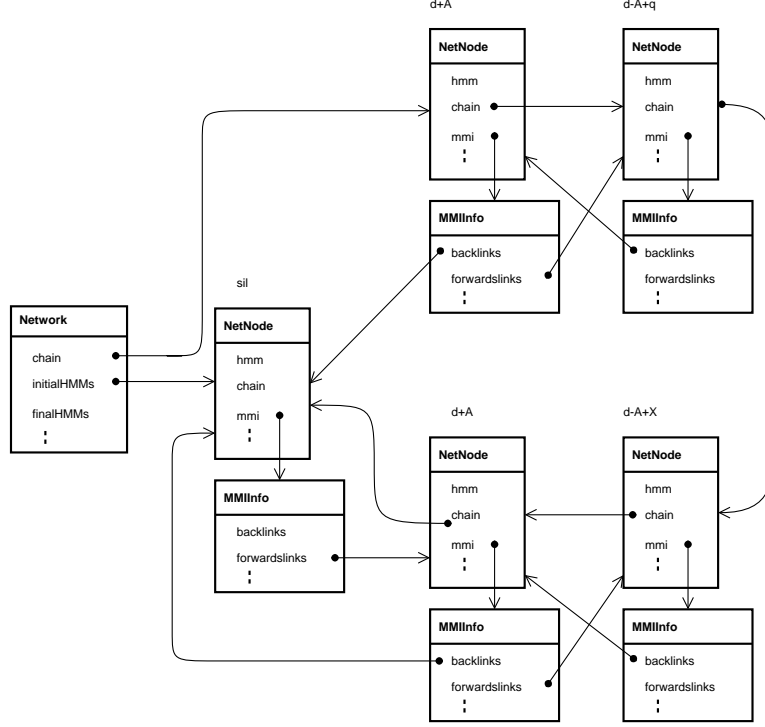 d+A
NetNode
hmm
chain
mmi
MMIInfo
backlinks
forwardslinks
d-A+q
NetNode
hmm
chain
mmi
MMIInfo
backlinks
forwardslinks
Network
chain
initialHMMs
finalHMMs
sil
NetNode
hmm
chain
mmi
MMIInfo
backlinks
forwardslinks
d+A
NetNode
hmm
chain
mmi
MMIInfo
backlinks
forwardslinks
d-A+X
NetNode
hmm
chain
mmi
MMIInfo
backlinks
forwardslinks